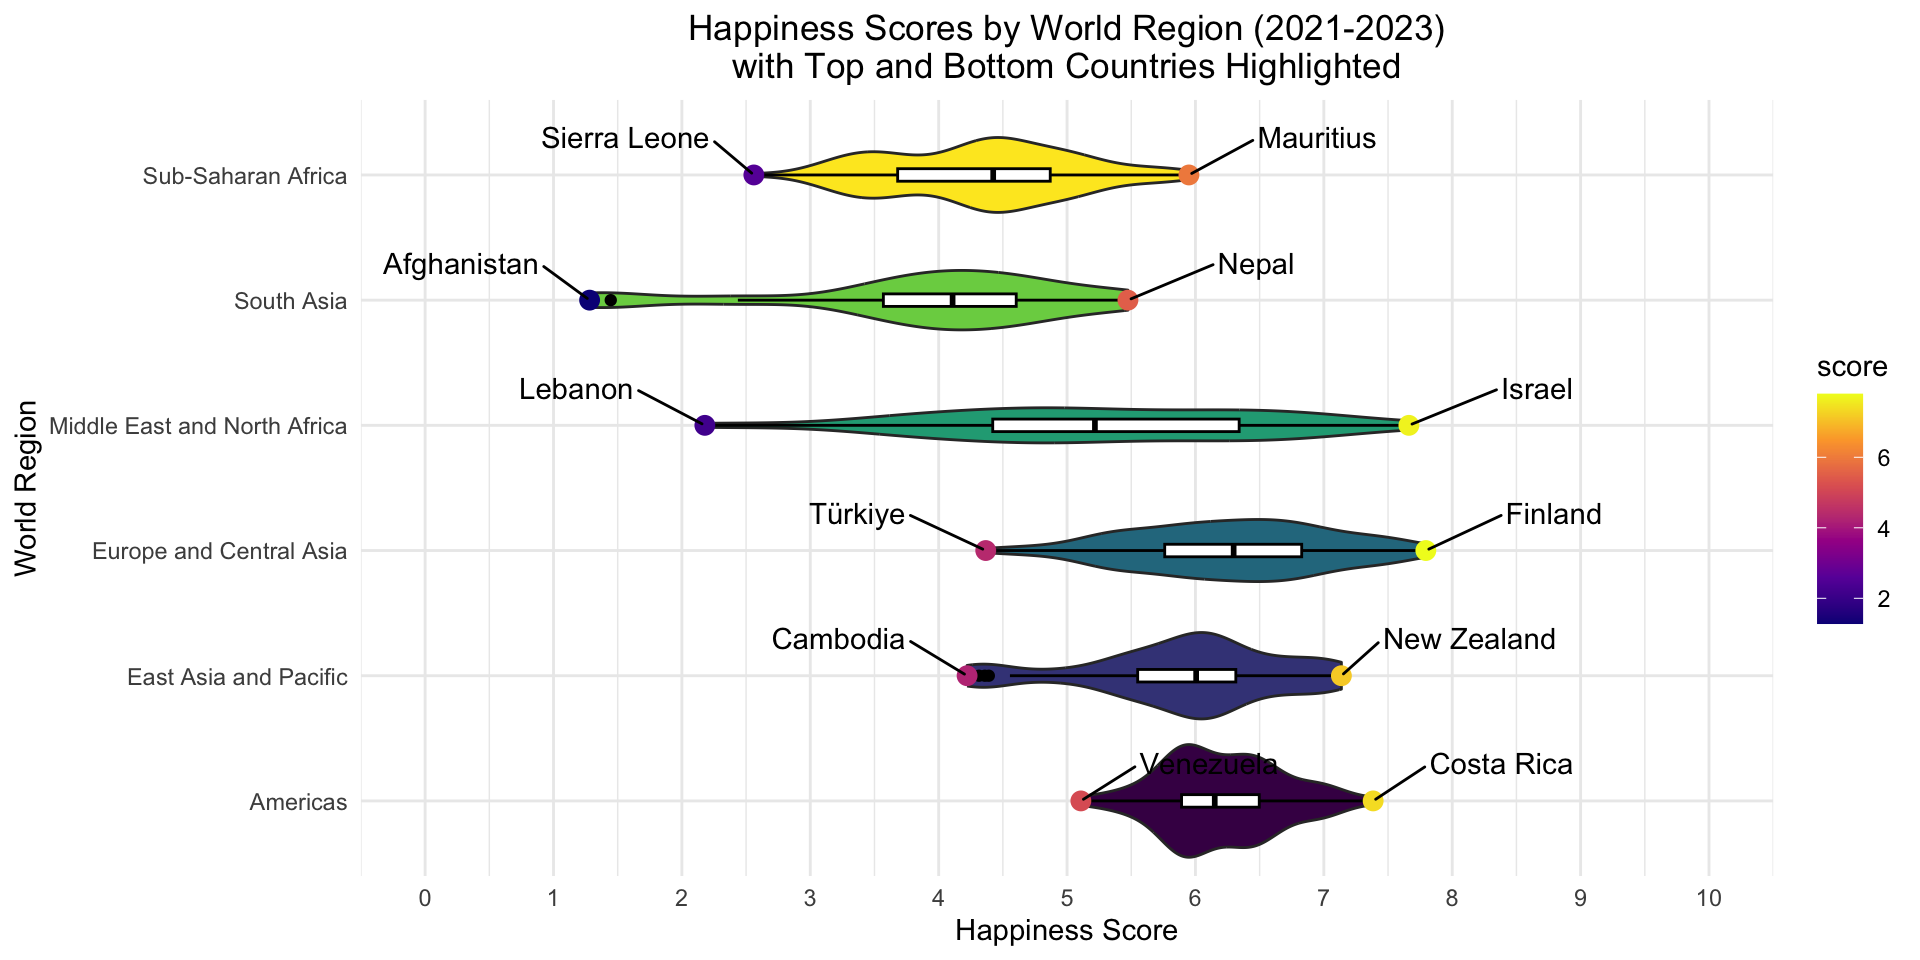 Happiness Scores by World Region (2021-2023)
with Top and Bottom Countries Highlighted
World Region
Sub-Saharan Africa
Sierra Leone
Mauritius
South Asia
Afghanistan
Nepal
Middle East and North Africa
Lebanon
Israel
Europe and Central Asia
Türkiye
Finland
East Asia and Pacific
Cambodia
New Zealand
Americas
Venezuela
Costa Rica
0 1 2 3 4 5 6 7 8 9 10
Happiness Score
score
6
4
2